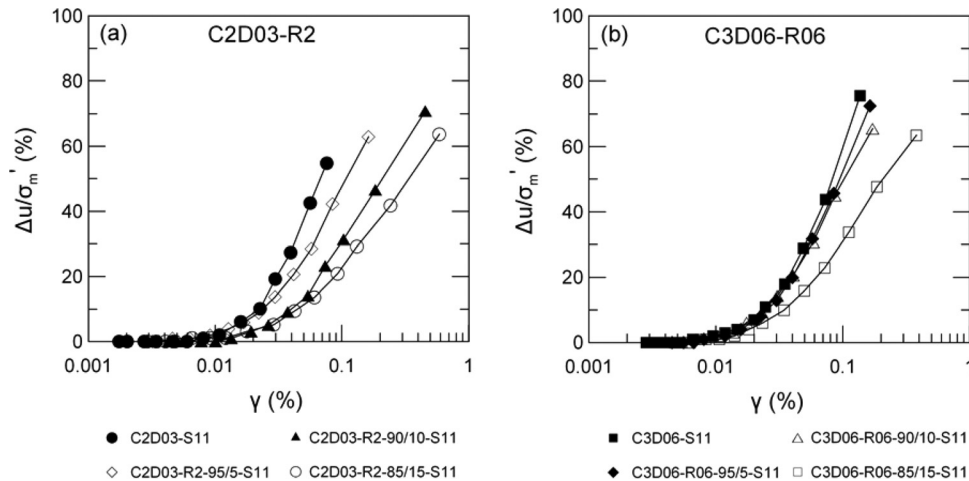 (a) C2D03-R2
100
80
60
40
20
0
Δu/σm' (%)
0.001 0.01 0.1 1
γ (%)
C2D03-S11
C2D03-R2-90/10-S11
C2D03-R2-95/5-S11
C2D03-R2-85/15-S11
(b) C3D06-R06
100
80
60
40
20
0
Δu/σm' (%)
0.001 0.01 0.1 1
γ (%)
C3D06-S11
C3D06-R06-90/10-S11
C3D06-R06-95/5-S11
C3D06-R06-85/15-S11